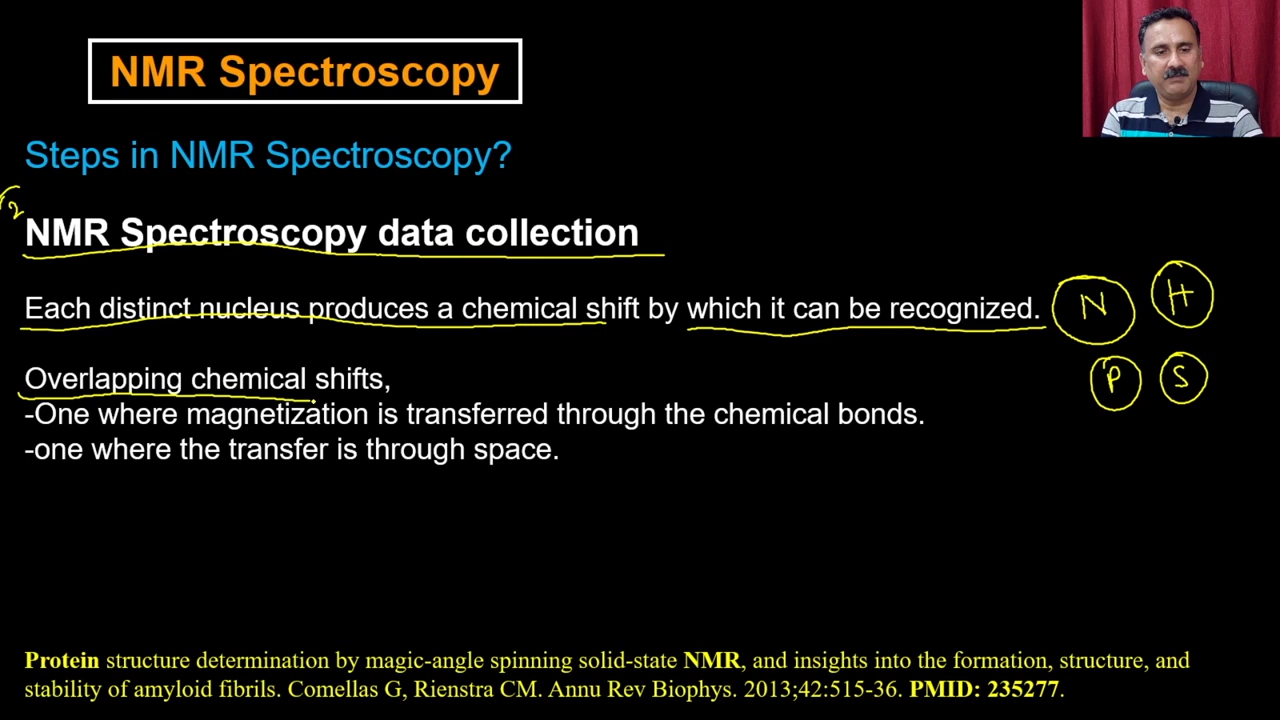 NMR Spectroscopy
Steps in NMR Spectroscopy?
2
NMR Spectroscopy data collection
Each distinct nucleus produces a chemical shift by which it can be recognized.
N H
Overlapping chemical shifts,
P S
-One where magnetization is transferred through the chemical bonds.
-one where the transfer is through space.
Protein structure determination by magic-angle spinning solid-state NMR, and insights into the formation, structure, and
stability of amyloid fibrils. Comellas G, Rienstra CM. Annu Rev Biophys. 2013;42:515-36. PMID: 235277.